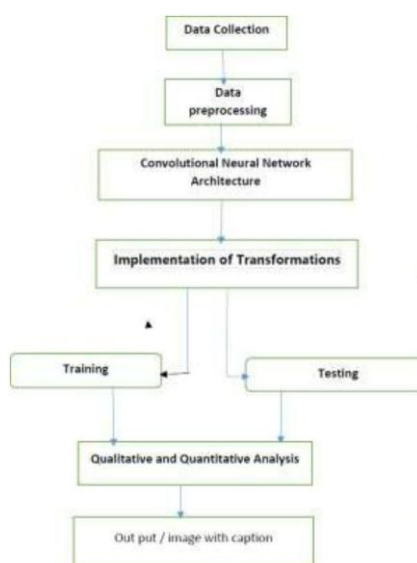 Data Collection
Data
preprocessing
Convolutional Neural Network
Architecture
Implementation of Transformations
Training
Testing
Qualitative and Quantitative Analysis
Out put / image with caption